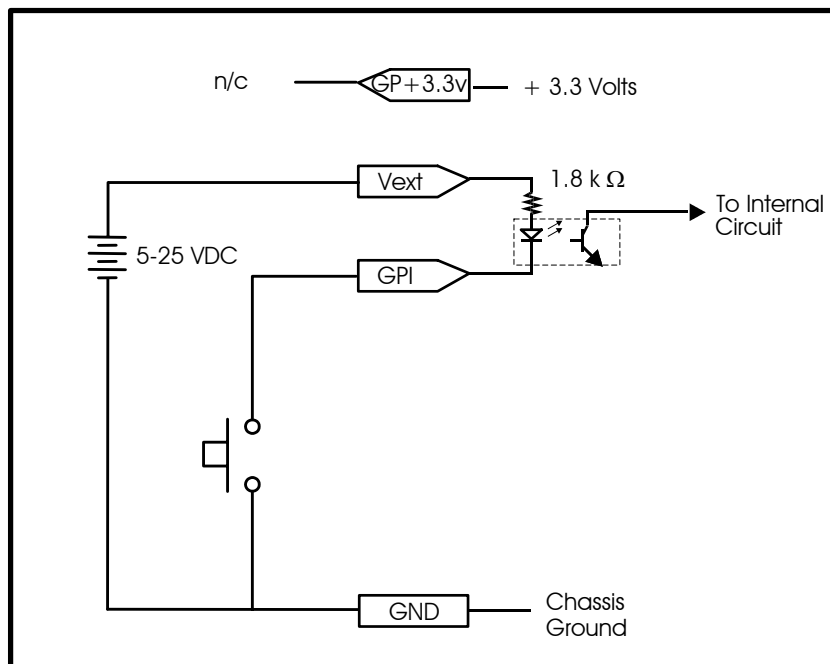 n/c GP+3.3v + 3.3 Volts
Vext 1.8 k Ω
To Internal
Circuit
5-25 VDC
GPI
GND
Chassis
Ground